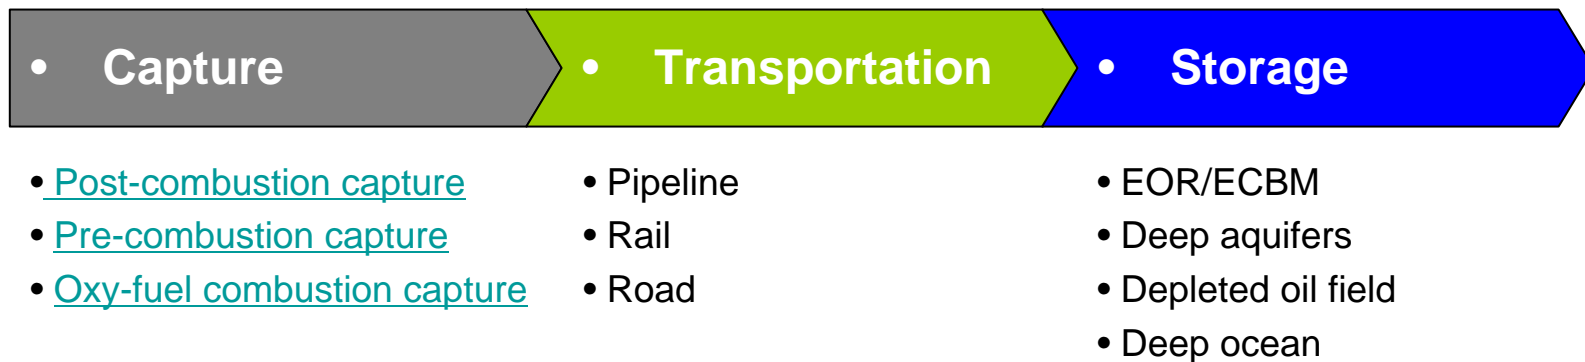 • Capture
• Transportation
• Storage
• Post-combustion capture
• Pre-combustion capture
• Oxy-fuel combustion capture
• Pipeline
• Rail
• Road
• EOR/ECBM
• Deep aquifers
• Depleted oil field
• Deep ocean